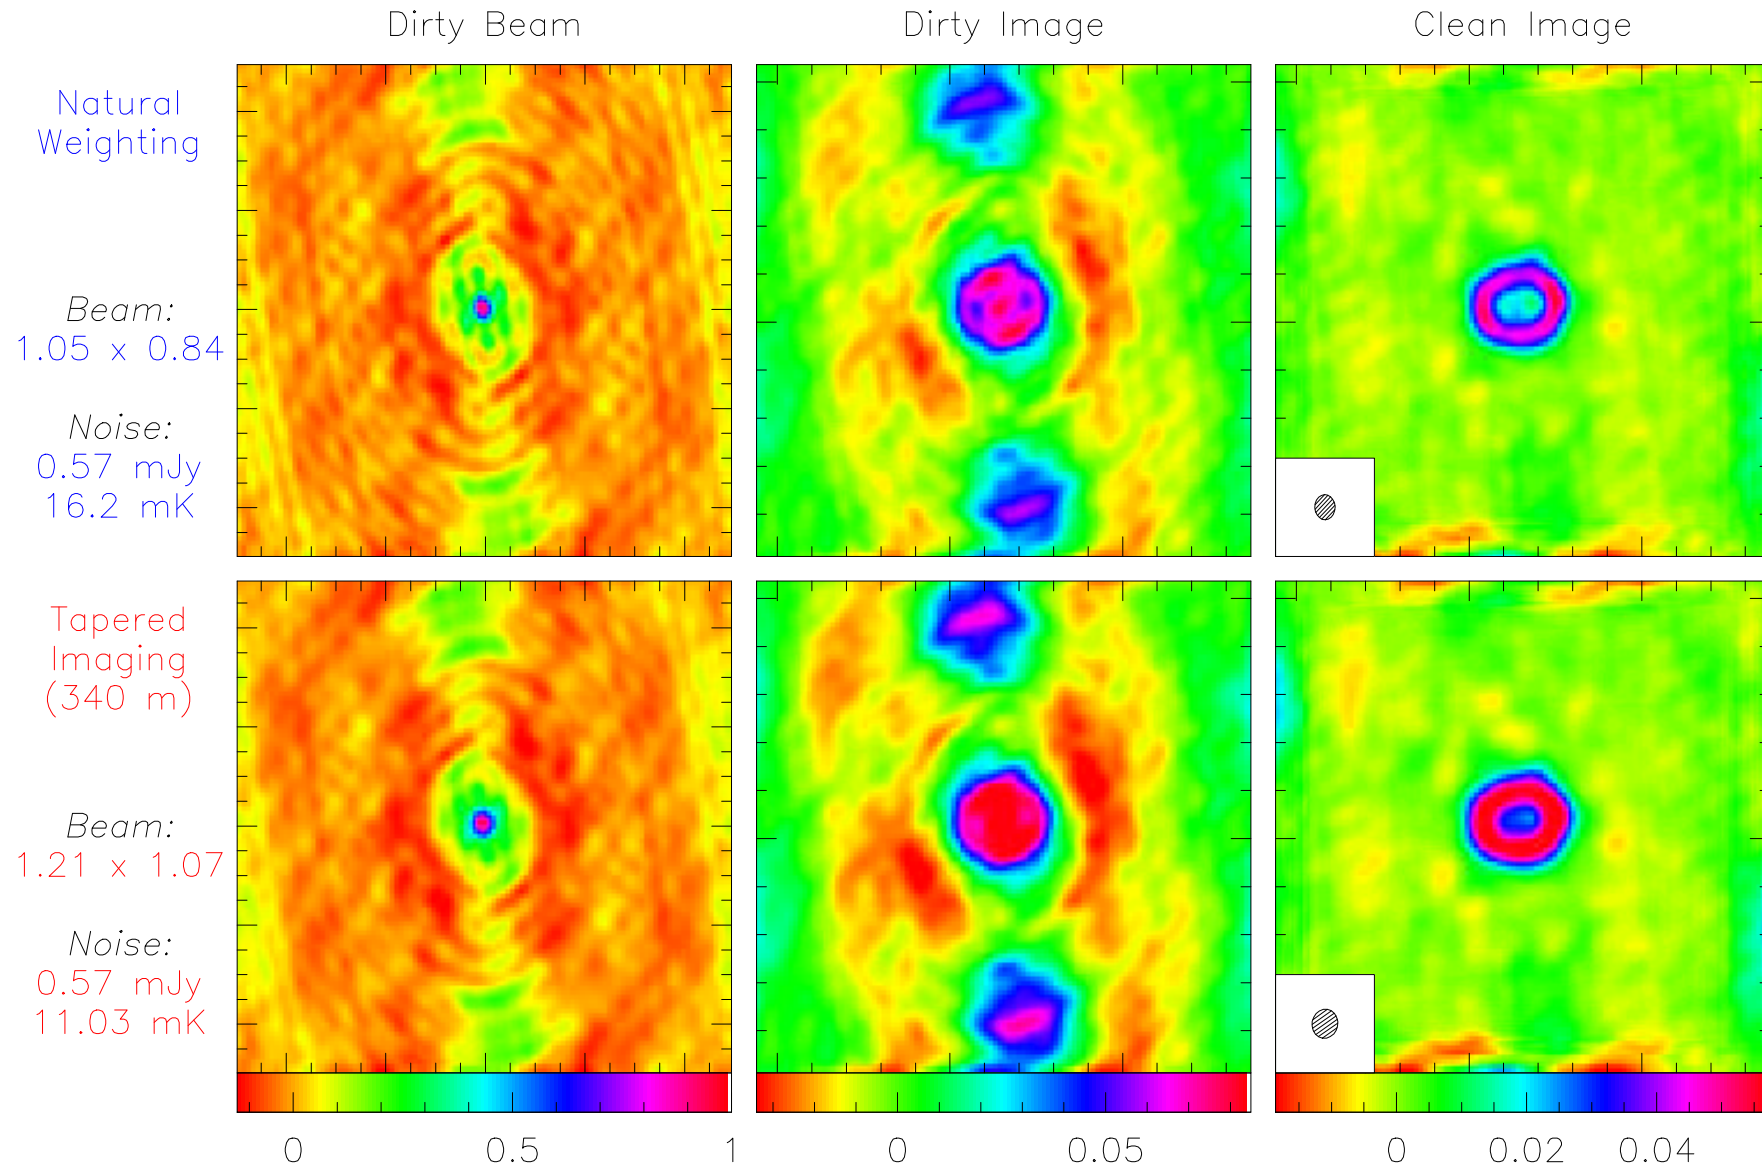 Dirty Beam
Dirty Image
Clean Image
Natural
Weighting
Beam:
1.05 x 0.84
Noise:
0.57 mJy
16.2 mK
Tapered
Imaging
(340 m)
Beam:
1.21 x 1.07
Noise:
0.57 mJy
11.03 mK
0 0.5 1
0 0.05
0 0.02 0.04